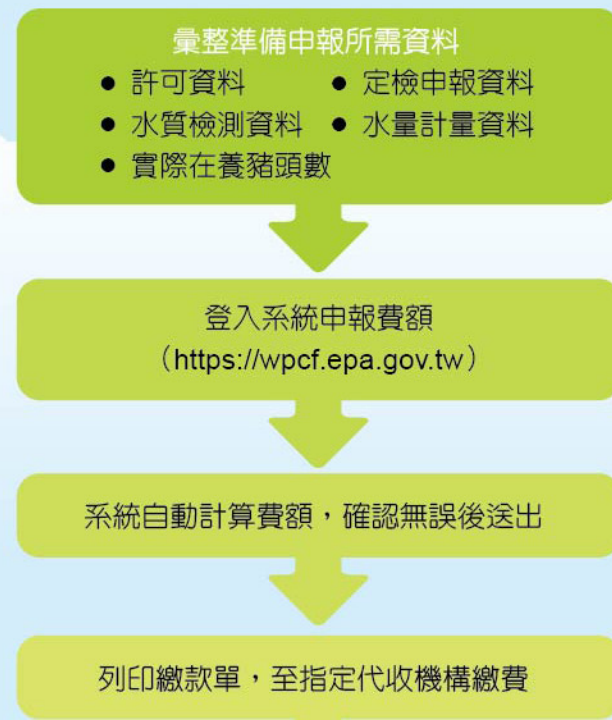 彙整準備申報所需資料
● 許可資料 ● 定檢申報資料
● 水質檢測資料 ● 水量計量資料
● 實際在養豬頭數
登入系統申報費額
（https://wpcf.epa.gov.tw）
系統自動計算費額，確認無誤後送出
列印繳款單，至指定代收機構繳費